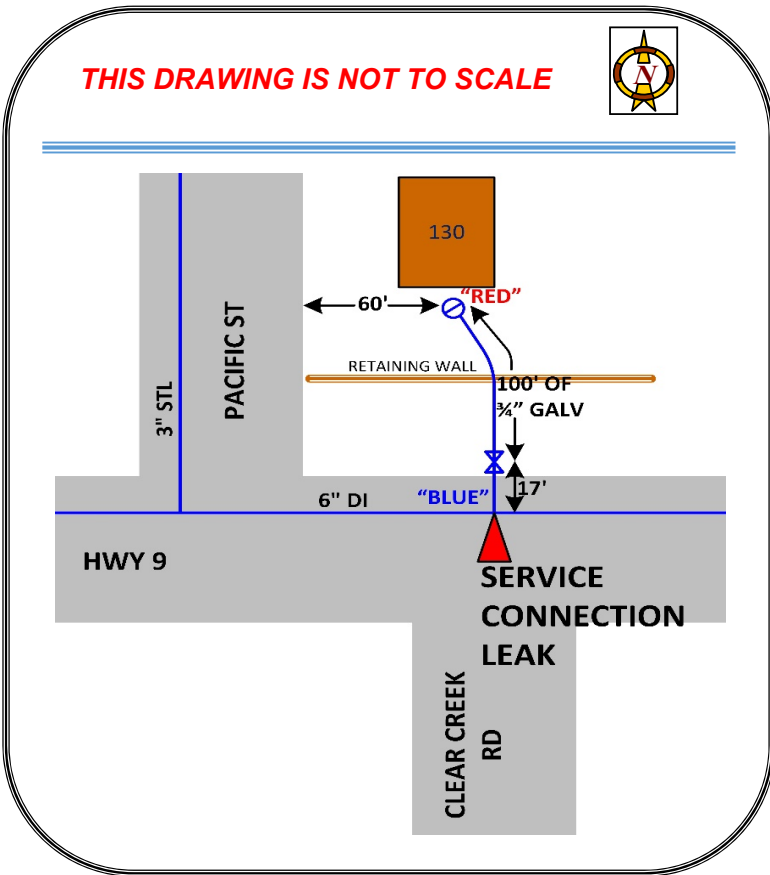 THIS DRAWING IS NOT TO SCALE
N
130
"RED"
60'
PACIFIC ST
3" STL
RETAINING WALL
100' OF
¾" GALV
17'
6" DI
"BLUE"
HWY 9
SERVICE
CONNECTION
LEAK
CLEAR CREEK
RD